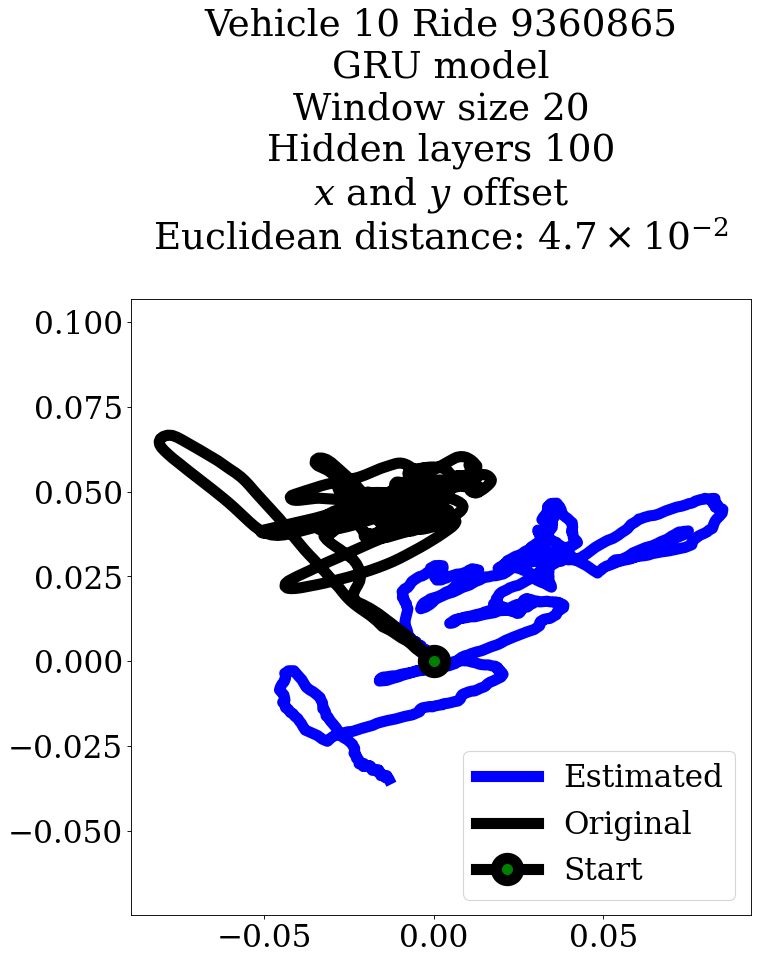 Vehicle 10 Ride 9360865
GRU model
Window size 20
Hidden layers 100
x and y offset
Euclidean distance: 4.7 × 10⁻²
0.100
0.075
0.050
0.025
0.000
−0.025
−0.050
Estimated
Original
Start
−0.05 0.00 0.05